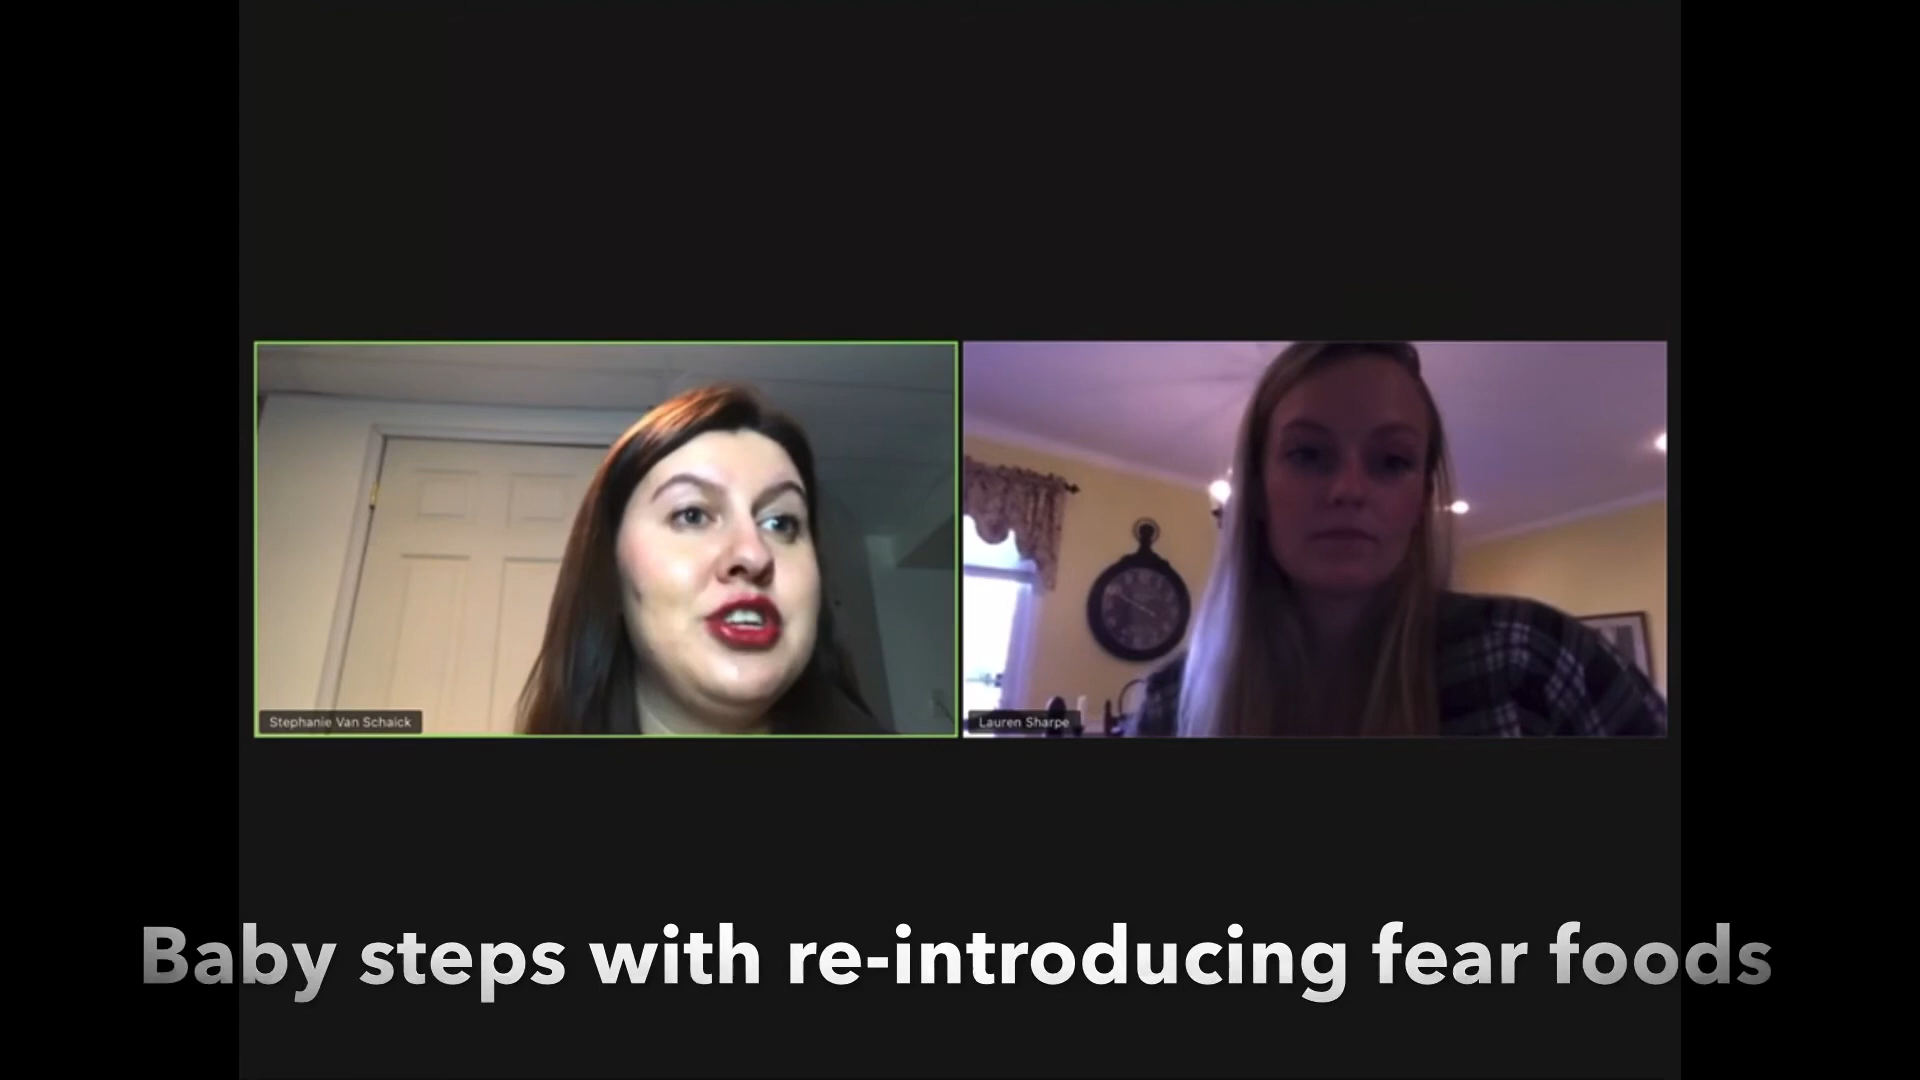 Stephanie Van Schaick
Lauren Sharpe
Baby steps with re-introducing fear foods